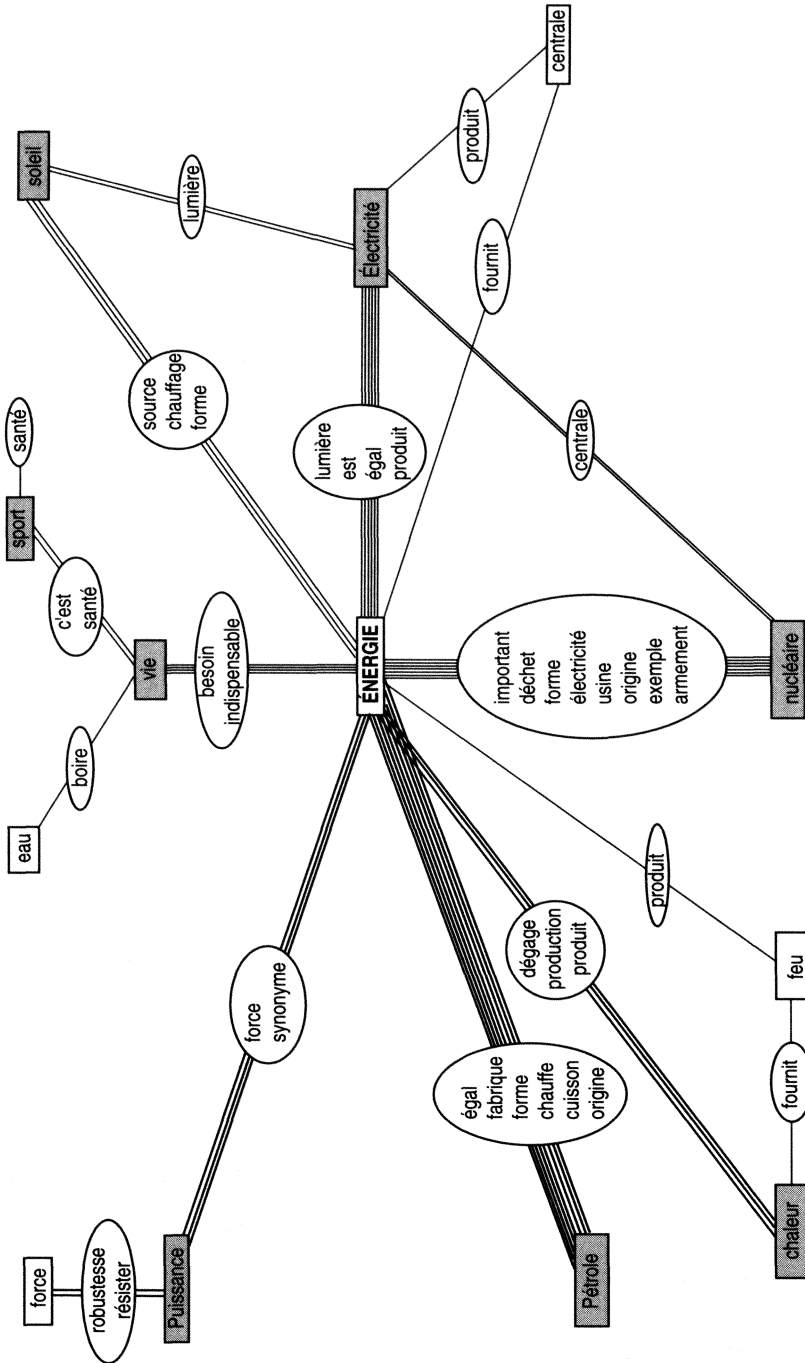 force
robustesse
résister
Puissance
force
synonyme
eau
boire
vie
c'est
santé
sport
santé
besoin
indispensable
ÉNERGIE
source
chauffage
forme
soleil
lumière
Électricité
lumière
est
égal
produit
produit
centrale
fournit
centrale
nucléaire
important
déchet
forme
électricité
usine
origine
exemple
armement
produit
feu
fournit
chaleur
dégage
production
produit
égal
fabrique
forme
chauffe
cuisson
origine
Pétrole